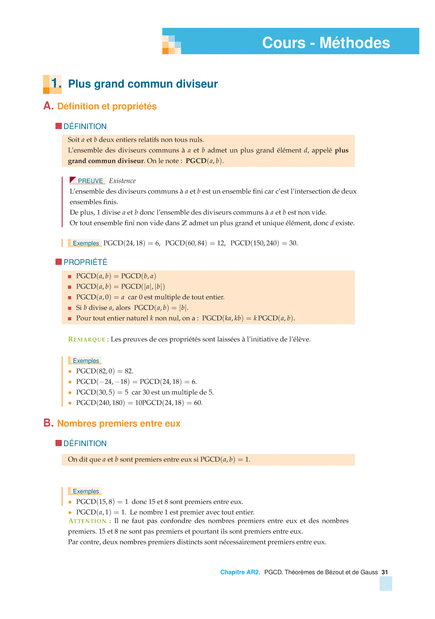 Cours - Méthodes
1. Plus grand commun diviseur
A. Définition et propriétés
DÉFINITION
Soit a et b deux entiers relatifs non tous nuls.
L'ensemble des diviseurs communs à a et b admet un plus grand élément d, appelé plus
grand commun diviseur. On le note : PGCD(a, b).
PREUVE Existence
L'ensemble des diviseurs communs à a et b est un ensemble fini car c'est l'intersection de deux
ensembles finis.
De plus, 1 divise a et b donc l'ensemble des diviseurs communs à a et b est non vide.
Or tout ensemble fini non vide dans ℤ admet un plus grand et unique élément, donc d existe.
Exemples PGCD(24, 18) = 6, PGCD(60, 84) = 12, PGCD(150, 240) = 30.
PROPRIÉTÉ
PGCD(a, b) = PGCD(b, a)
PGCD(a, b) = PGCD(|a|, |b|)
PGCD(a, 0) = a car 0 est multiple de tout entier.
Si b divise a, alors PGCD(a, b) = |b|.
Pour tout entier naturel k non nul, on a : PGCD(ka, kb) = k PGCD(a, b).
REMARQUE : Les preuves de ces propriétés sont laissées à l'initiative de l'élève.
Exemples
• PGCD(82, 0) = 82.
• PGCD(−24, −18) = PGCD(24, 18) = 6.
• PGCD(30, 5) = 5 car 30 est un multiple de 5.
• PGCD(240, 180) = 10PGCD(24, 18) = 60.
B. Nombres premiers entre eux
DÉFINITION
On dit que a et b sont premiers entre eux si PGCD(a, b) = 1.
Exemples
• PGCD(15, 8) = 1 donc 15 et 8 sont premiers entre eux.
• PGCD(a, 1) = 1. Le nombre 1 est premier avec tout entier.
ATTENTION : Il ne faut pas confondre des nombres premiers entre eux et des nombres
premiers. 15 et 8 ne sont pas premiers et pourtant ils sont premiers entre eux.
Par contre, deux nombres premiers distincts sont nécessairement premiers entre eux.
Chapitre AR2. PGCD. Théorèmes de Bézout et de Gauss 31